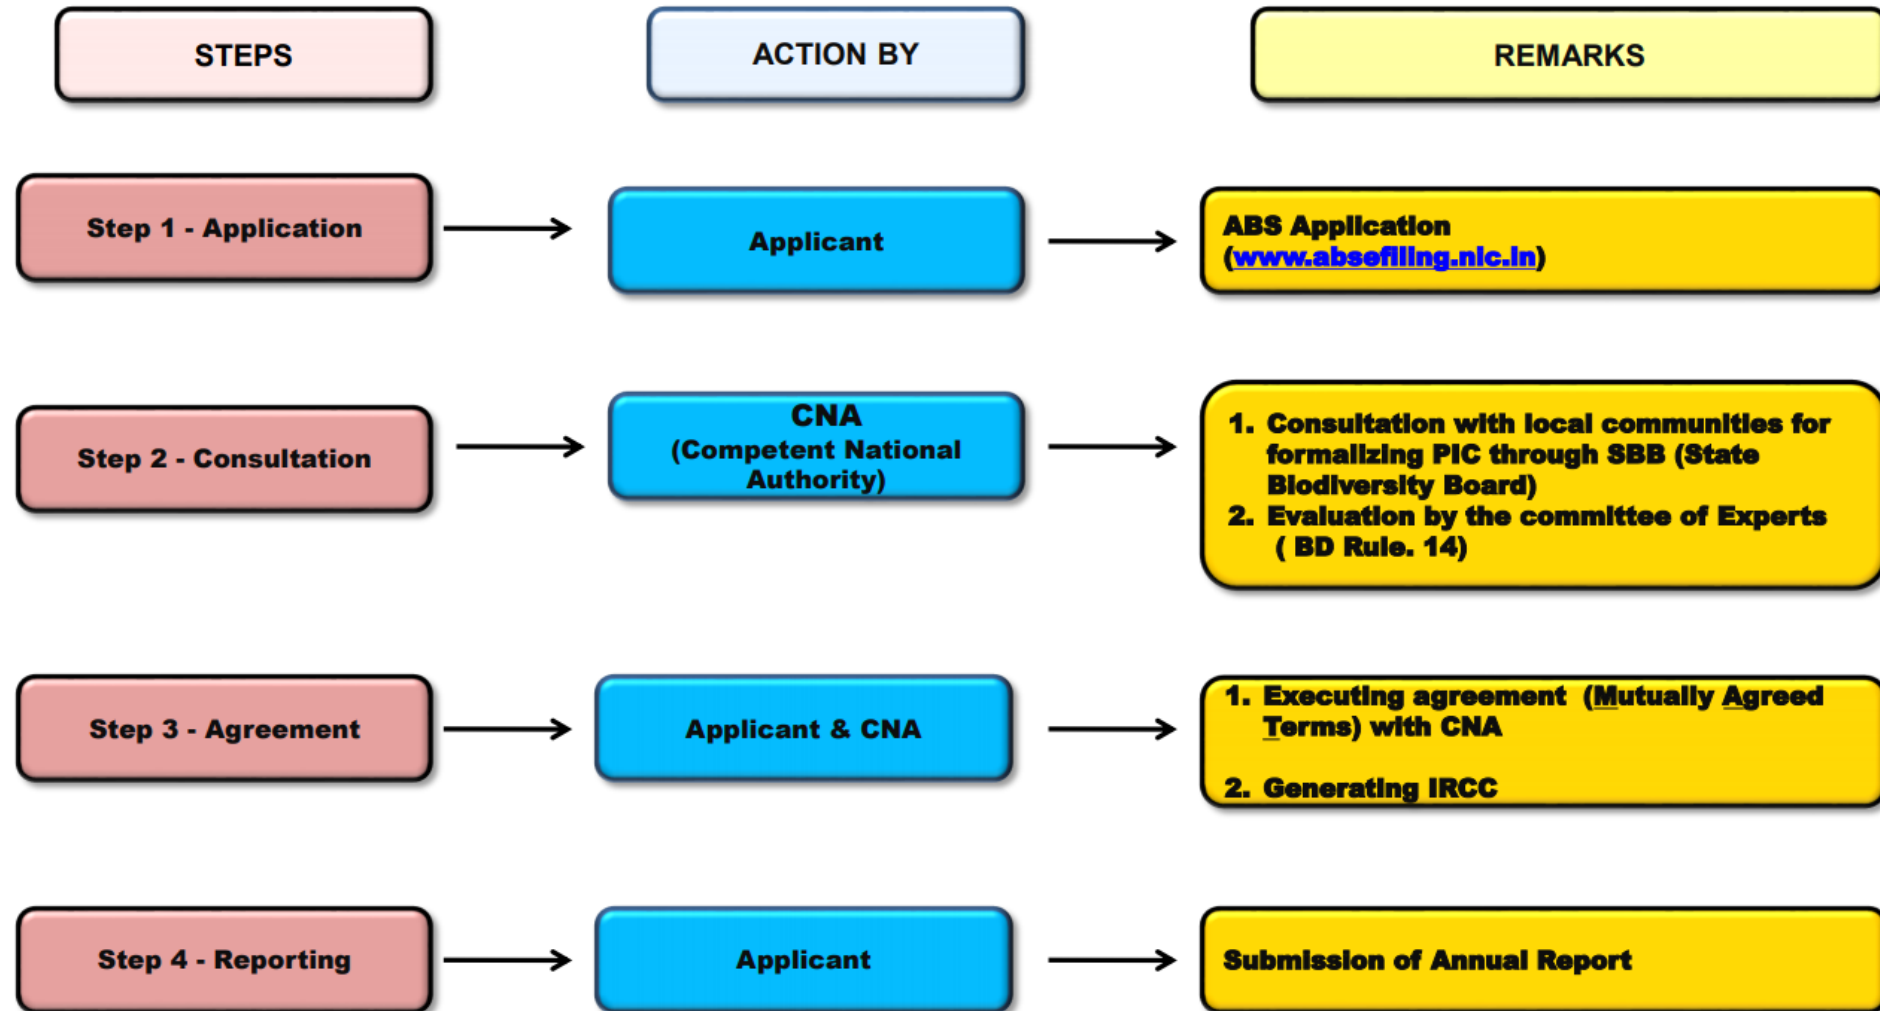 STEPS
ACTION BY
REMARKS
Step 1 - Application
Applicant
ABS Application
(www.absefiling.nic.in)
Step 2 - Consultation
CNA
(Competent National
Authority)
1. Consultation with local communities for
formalizing PIC through SBB (State
Biodiversity Board)
2. Evaluation by the committee of Experts
( BD Rule. 14)
Step 3 - Agreement
Applicant & CNA
1. Executing agreement (Mutually Agreed
Terms) with CNA
2. Generating IRCC
Step 4 - Reporting
Applicant
Submission of Annual Report